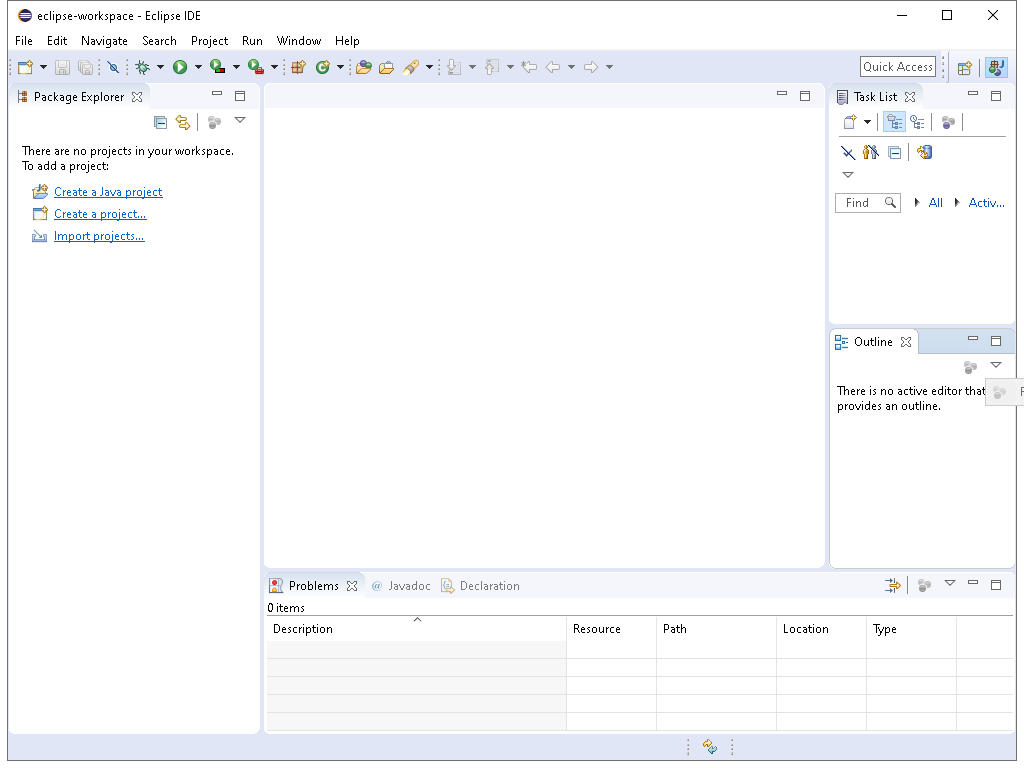 eclipse-workspace - Eclipse IDE
File Edit Navigate Search Project Run Window Help
Quick Access
Package Explorer
There are no projects in your workspace.
To add a project:
Create a Java project
Create a project...
Import projects...
Task List
Find All Activ...
Outline
There is no active editor that
provides an outline.
Problems @ Javadoc Declaration
0 items
Description Resource Path Location Type